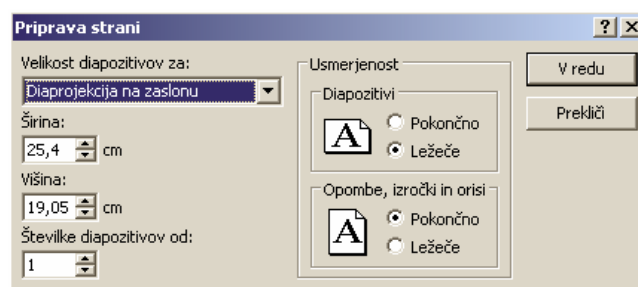 Priprava strani
Velikost diapozitivov za:
Diaprojekcija na zaslonu
Širina:
25,4 cm
Višina:
19,05 cm
Številke diapozitivov od:
1
Usmerjenost
Diapozitivi
A
Pokončno
Ležeče
Opombe, izročki in orisi
A
Pokončno
Ležeče
V redu
Prekliči